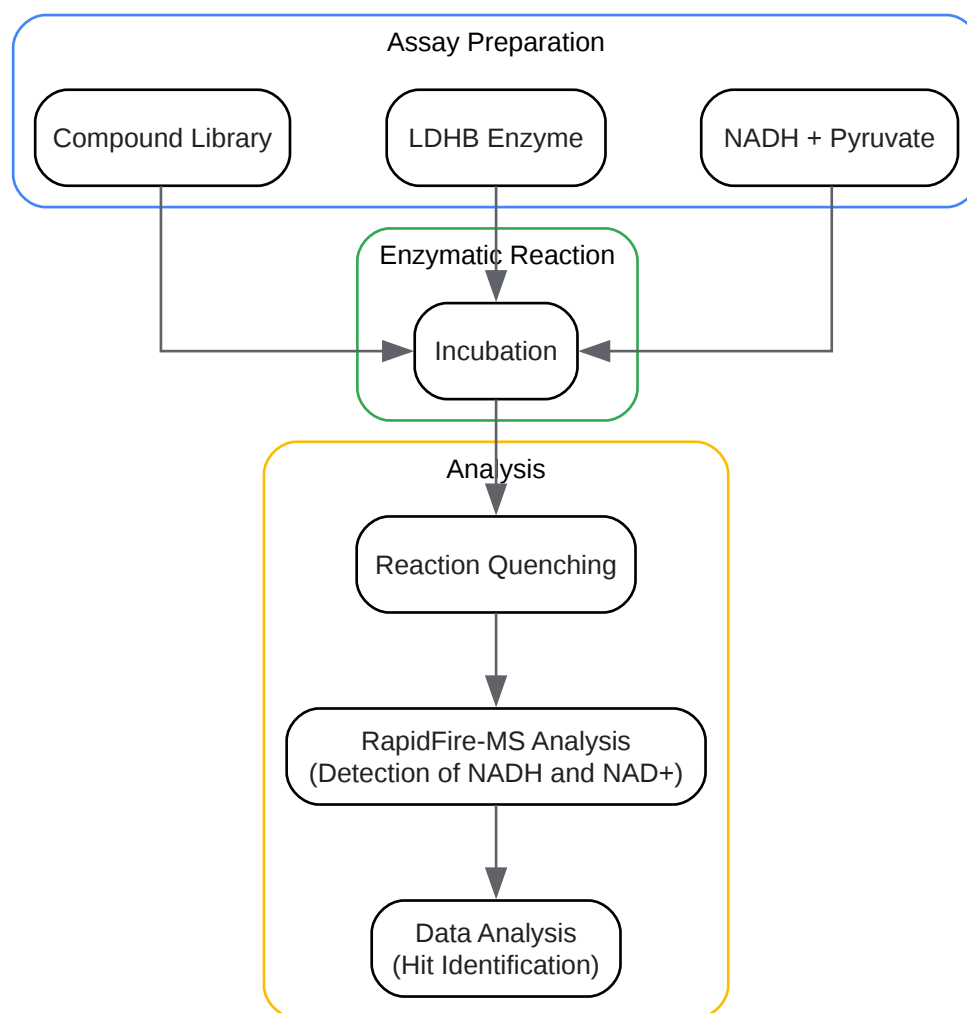 Assay Preparation
Compound Library
LDHB Enzyme
NADH + Pyruvate
Enzymatic Reaction
Incubation
Analysis
Reaction Quenching
RapidFire-MS Analysis
(Detection of NADH and NAD+)
Data Analysis
(Hit Identification)